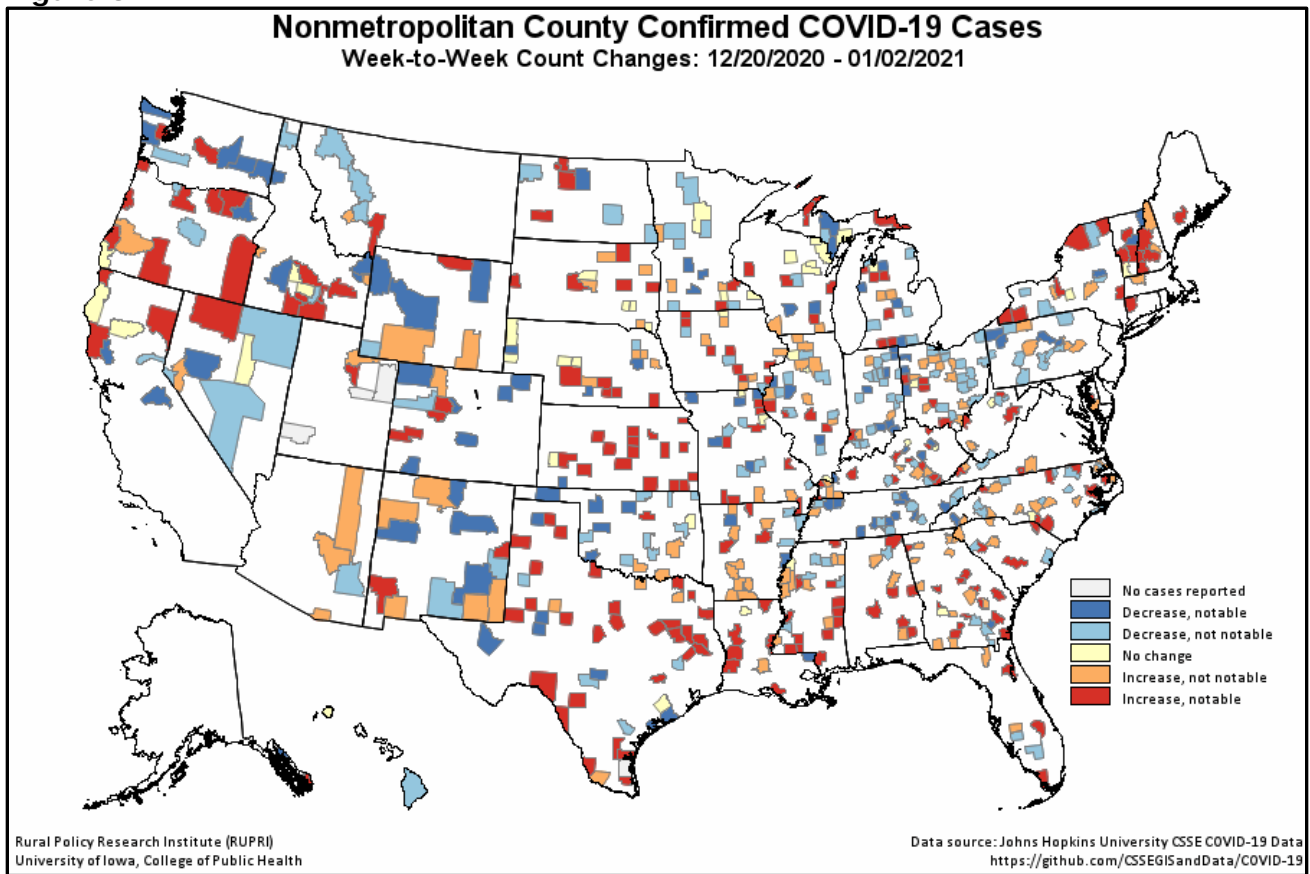 Nonmetropolitan County Confirmed COVID-19 Cases
Week-to-Week Count Changes: 12/20/2020 - 01/02/2021
No cases reported
Decrease, notable
Decrease, not notable
No change
Increase, not notable
Increase, notable
Rural Policy Research Institute (RUPRI)
University of Iowa, College of Public Health
Data source: Johns Hopkins University CSSE COVID-19 Data
https://github.com/CSSEGISandData/COVID-19